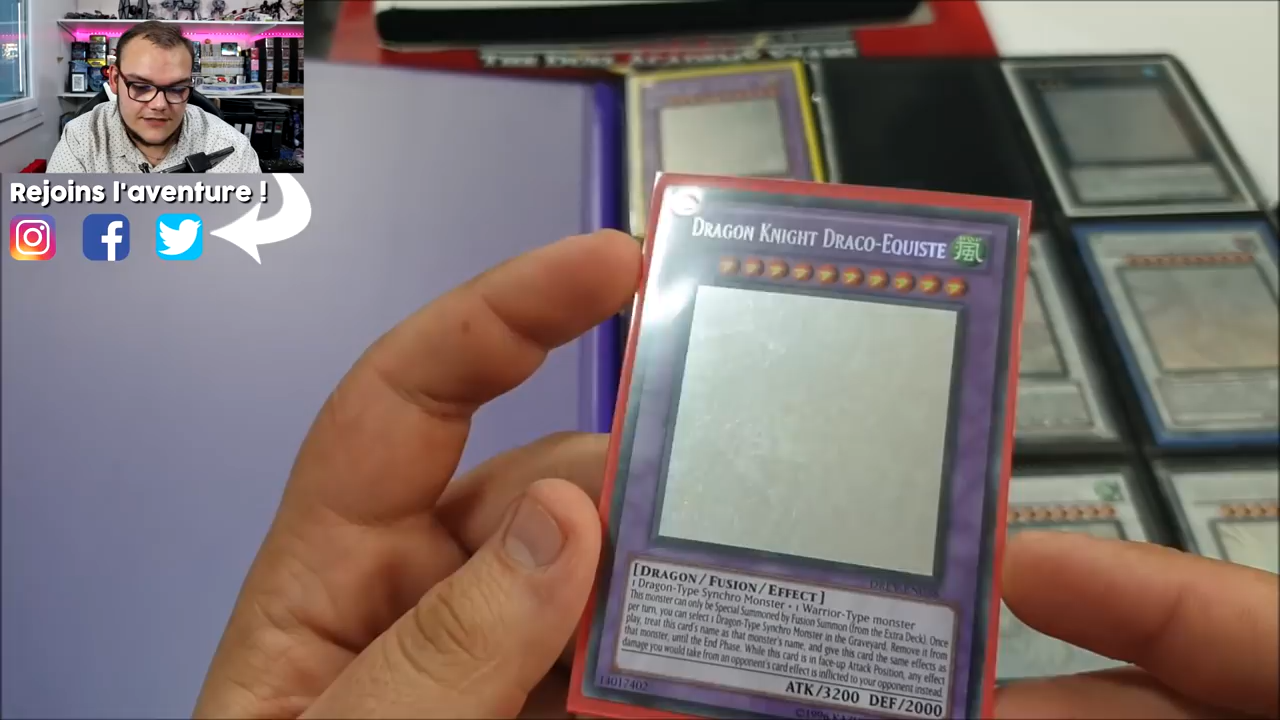 THE DUEL ACADEMY YEARS
Rejoins l'aventure !
DRAGON KNIGHT DRACO-EQUISTE
[DRAGON / FUSION / EFFECT]
1 Dragon-Type Synchro Monster + 1 Warrior-Type monster
This monster can only be Special Summoned by Fusion Summon (from the Extra Deck). Once
per turn, you can select 1 Dragon-Type Synchro Monster in the Graveyard. Remove it from
play, treat this card's name as that monster's name, and give this card the same effects as
that monster, until the End Phase. While this card is in face-up Attack Position, any effect
damage you would take from an opponent's card effect is inflicted to your opponent instead.
ATK/3200 DEF/2000
14017402